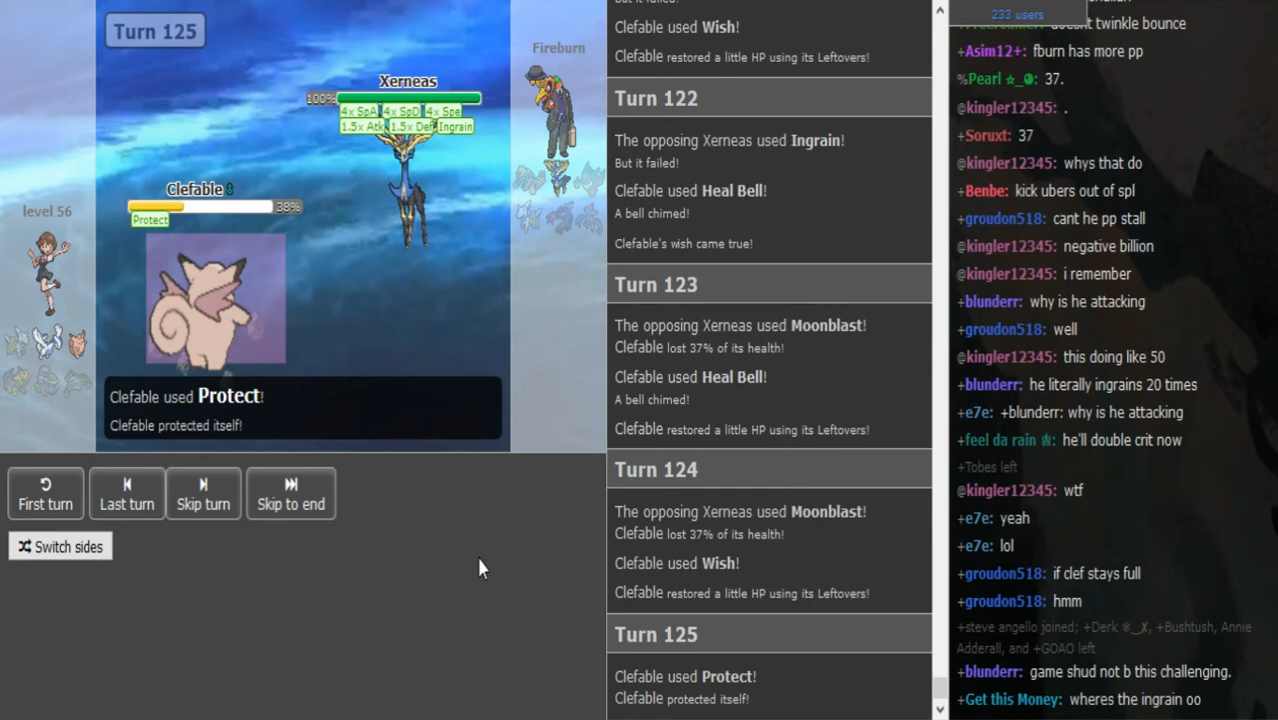 Turn 125
Fireburn
Xerneas
100%
4x SpA 4x SpD 4x Spe
1.5x Atk 1.5x Def Ingrain
Clefable
38%
Protect
level 56
Clefable used Protect!
Clefable protected itself!
First turn
Last turn
Skip turn
Skip to end
Switch sides
But it failed!
Clefable used Wish!
Clefable restored a little HP using its Leftovers!
Turn 122
The opposing Xerneas used Ingrain!
But it failed!
Clefable used Heal Bell!
A bell chimed!
Clefable's wish came true!
Turn 123
The opposing Xerneas used Moonblast!
Clefable lost 37% of its health!
Clefable used Heal Bell!
A bell chimed!
Clefable restored a little HP using its Leftovers!
Turn 124
The opposing Xerneas used Moonblast!
Clefable lost 37% of its health!
Clefable used Wish!
Clefable restored a little HP using its Leftovers!
Turn 125
Clefable used Protect!
Clefable protected itself!
233 users
doesnt twinkle bounce
+Asim12+: fburn has more pp
%Pearl ☆_◕: 37.
@kingler12345: .
+Soruxt: 37
@kingler12345: whys that do
+Benbe: kick ubers out of spl
+groudon518: cant he pp stall
@kingler12345: negative billion
@kingler12345: i remember
+blunderr: why is he attacking
+groudon518: well
@kingler12345: this doing like 50
+blunderr: he literally ingrains 20 times
+e7e: +blunderr: why is he attacking
+feel da rain ♔: he'll double crit now
+Tobes left
@kingler12345: wtf
+e7e: yeah
+e7e: lol
+groudon518: if clef stays full
+groudon518: hmm
+steve angello joined; +Derk ❄_✗, +Bushtush, Annie
Adderall, and +GOAO left
+blunderr: game shud not b this challenging.
+Get this Money: wheres the ingrain oo